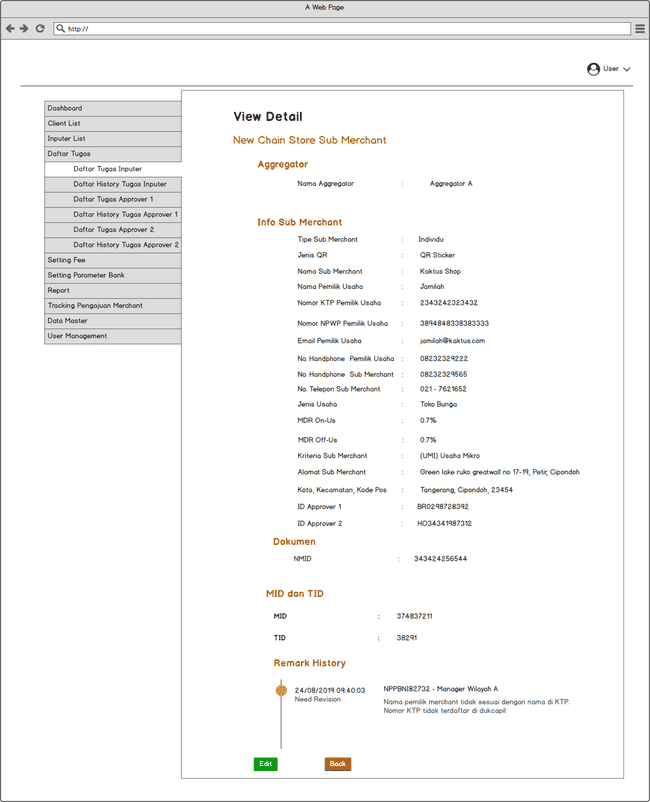 A Web Page
http://
User
Dashboard
Client List
Inputer List
Daftar Tugas
Daftar Tugas Inputer
Daftar History Tugas Inputer
Daftar Tugas Approver 1
Daftar History Tugas Approver 1
Daftar Tugas Approver 2
Daftar History Tugas Approver 2
Setting Fee
Setting Parameter Bank
Report
Tracking Pengajuan Merchant
Data Master
User Management
View Detail
New Chain Store Sub Merchant
Aggregator
Nama Aggregator : Aggregator A
Info Sub Merchant
Tipe Sub Merchant : Individu
Jenis QR : QR Sticker
Nama Sub Merchant : Kaktus Shop
Nama Pemilik Usaha : Jamilah
Nomor KTP Pemilik Usaha : 2343242323432
Nomor NPWP Pemilik Usaha : 3894848338383333
Email Pemilik Usaha : jamilah@kaktus.com
No. Handphone Pemilik Usaha : 08232329222
No. Handphone Sub Merchant : 08232329565
No. Telepon Sub Merchant : 021 - 7621652
Jenis Usaha : Toko Bunga
MDR On-Us : 0.7%
MDR Off-Us : 0.7%
Kriteria Sub Merchant : (UMI) Usaha Mikro
Alamat Sub Merchant : Green lake ruko greatwall no 17-19, Petir, Cipondoh
Kota, Kecamatan, Kode Pos : Tangerang, Cipondoh, 23454
ID Approver 1 : BR0298728392
ID Approver 2 : HO34341987312
Dokumen
NMID : 343424256544
MID dan TID
MID : 374837211
TID : 38291
Remark History
24/08/2019 09:40:03
Need Revision
NPPBNI82732 - Manager Wilayah A
Nama pemilik merchant tidak sesuai dengan nama di KTP.
Nomor KTP tidak terdaftar di dukcapil
Edit
Back